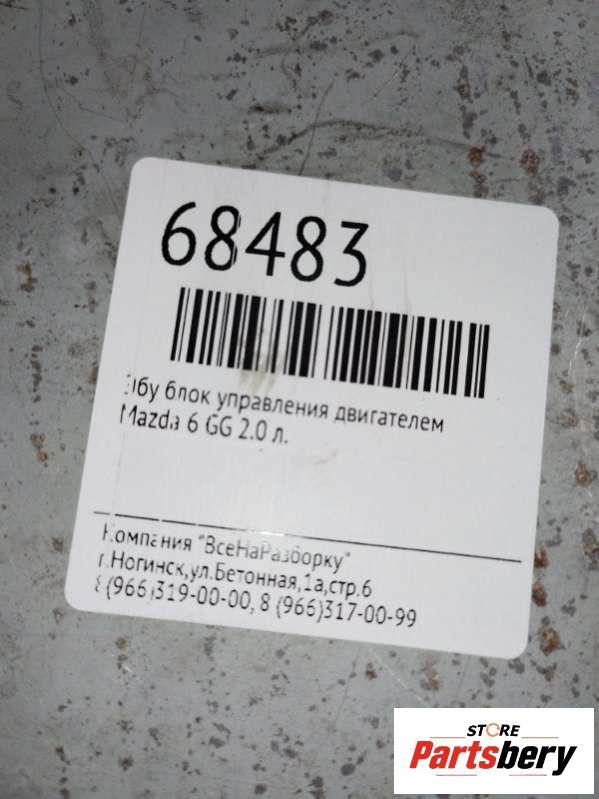 68483
Эбу блок управления двигателем
Mazda 6 GG 2.0 л.
Компания "ВсеНаРазборку"
г.Ногинск,ул.Бетонная,1а,стр.6
8 (966)319-00-00, 8 (966)317-00-99
STORE
Partsbery